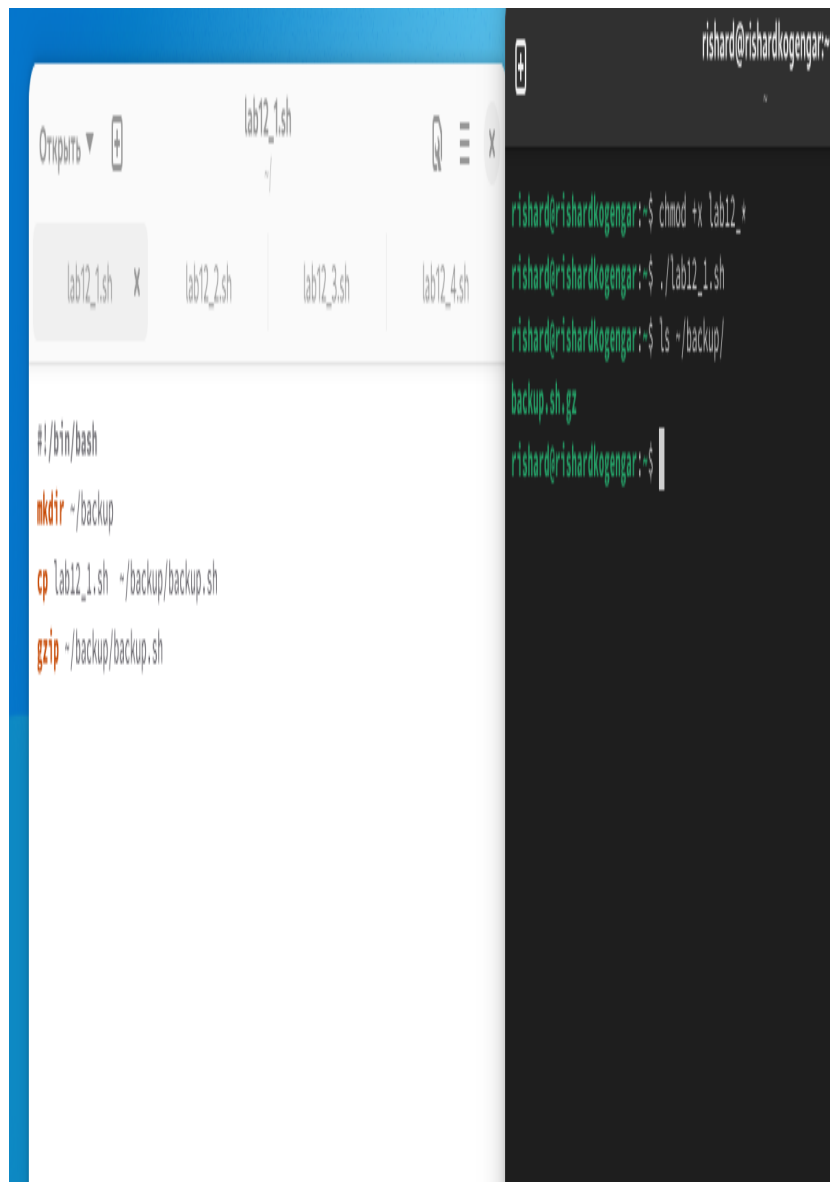 Открыть
lab12_1.sh
~/
lab12_1.sh
lab12_2.sh
lab12_3.sh
lab12_4.sh
#!/bin/bash
mkdir ~/backup
cp lab12_1.sh ~/backup/backup.sh
gzip ~/backup/backup.sh
rishard@rishardkogengar:~
~
rishard@rishardkogengar:~$ chmod +x lab12_*
rishard@rishardkogengar:~$ ./lab12_1.sh
rishard@rishardkogengar:~$ ls ~/backup/
backup.sh.gz
rishard@rishardkogengar:~$